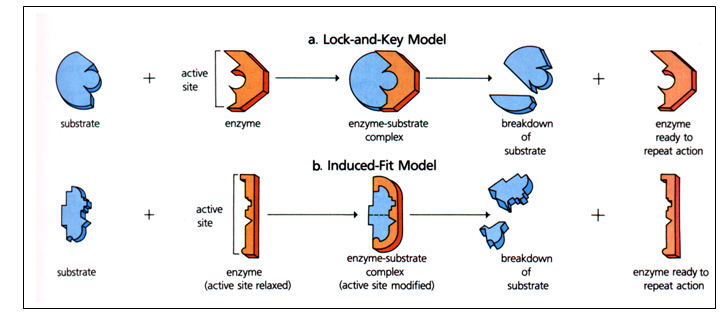 a. Lock-and-Key Model
+
active
site
+
substrate
enzyme
enzyme-substrate
complex
breakdown
of
substrate
enzyme
ready to
repeat action
b. Induced-Fit Model
+
active
site
+
substrate
enzyme
(active site relaxed)
enzyme-substrate
complex
(active site modified)
breakdown
of
substrate
enzyme ready to
repeat action